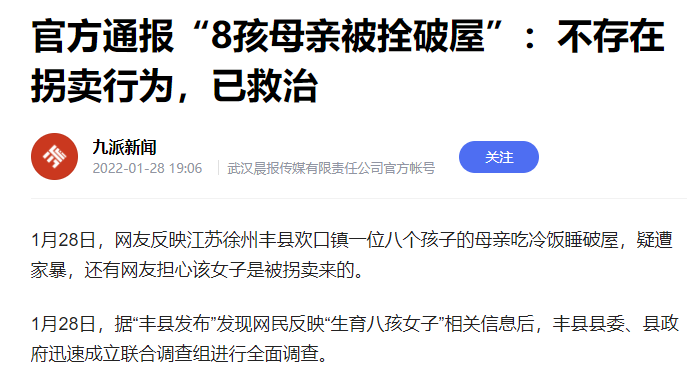 官方通报“8孩母亲被拴破屋”：不存在
拐卖行为，已救治
九派新闻
2022-01-28 19:06 武汉晨报传媒有限责任公司官方帐号
关注
1月28日，网友反映江苏徐州丰县欢口镇一位八个孩子的母亲吃冷饭睡破屋，疑遭
家暴，还有网友担心该女子是被拐卖来的。
1月28日，据“丰县发布”发现网民反映“生育八孩女子”相关信息后，丰县县委、县政
府迅速成立联合调查组进行全面调查。